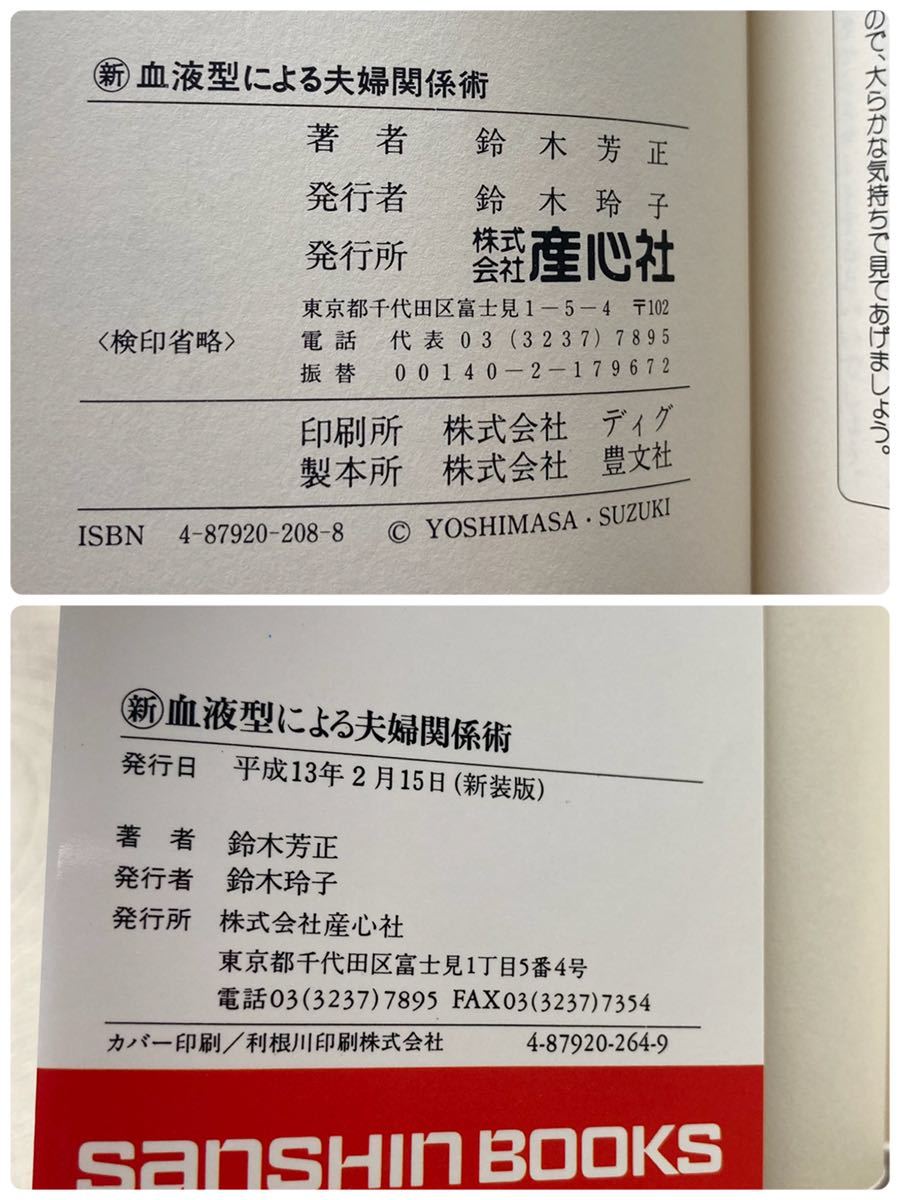 新 血液型による夫婦関係術
著者 鈴木芳正
発行者 鈴木玲子
発行所 株式会社 産心社
東京都千代田区富士見1-5-4 〒102
〈検印省略〉 電話 代表03(3237)7895
振替 00140-2-179672
印刷所 株式会社 ディグ
製本所 株式会社 豊文社
ISBN 4-87920-208-8 © YOSHIMASA・SUZUKI
ので、大らかな気持ちで見てあげましょう。
新 血液型による夫婦関係術
発行日 平成13年2月15日(新装版)
著者 鈴木芳正
発行者 鈴木玲子
発行所 株式会社産心社
東京都千代田区富士見1丁目5番4号
電話03(3237)7895 FAX03(3237)7354
カバー印刷/利根川印刷株式会社 4-87920-264-9
SANSHIN BOOKS